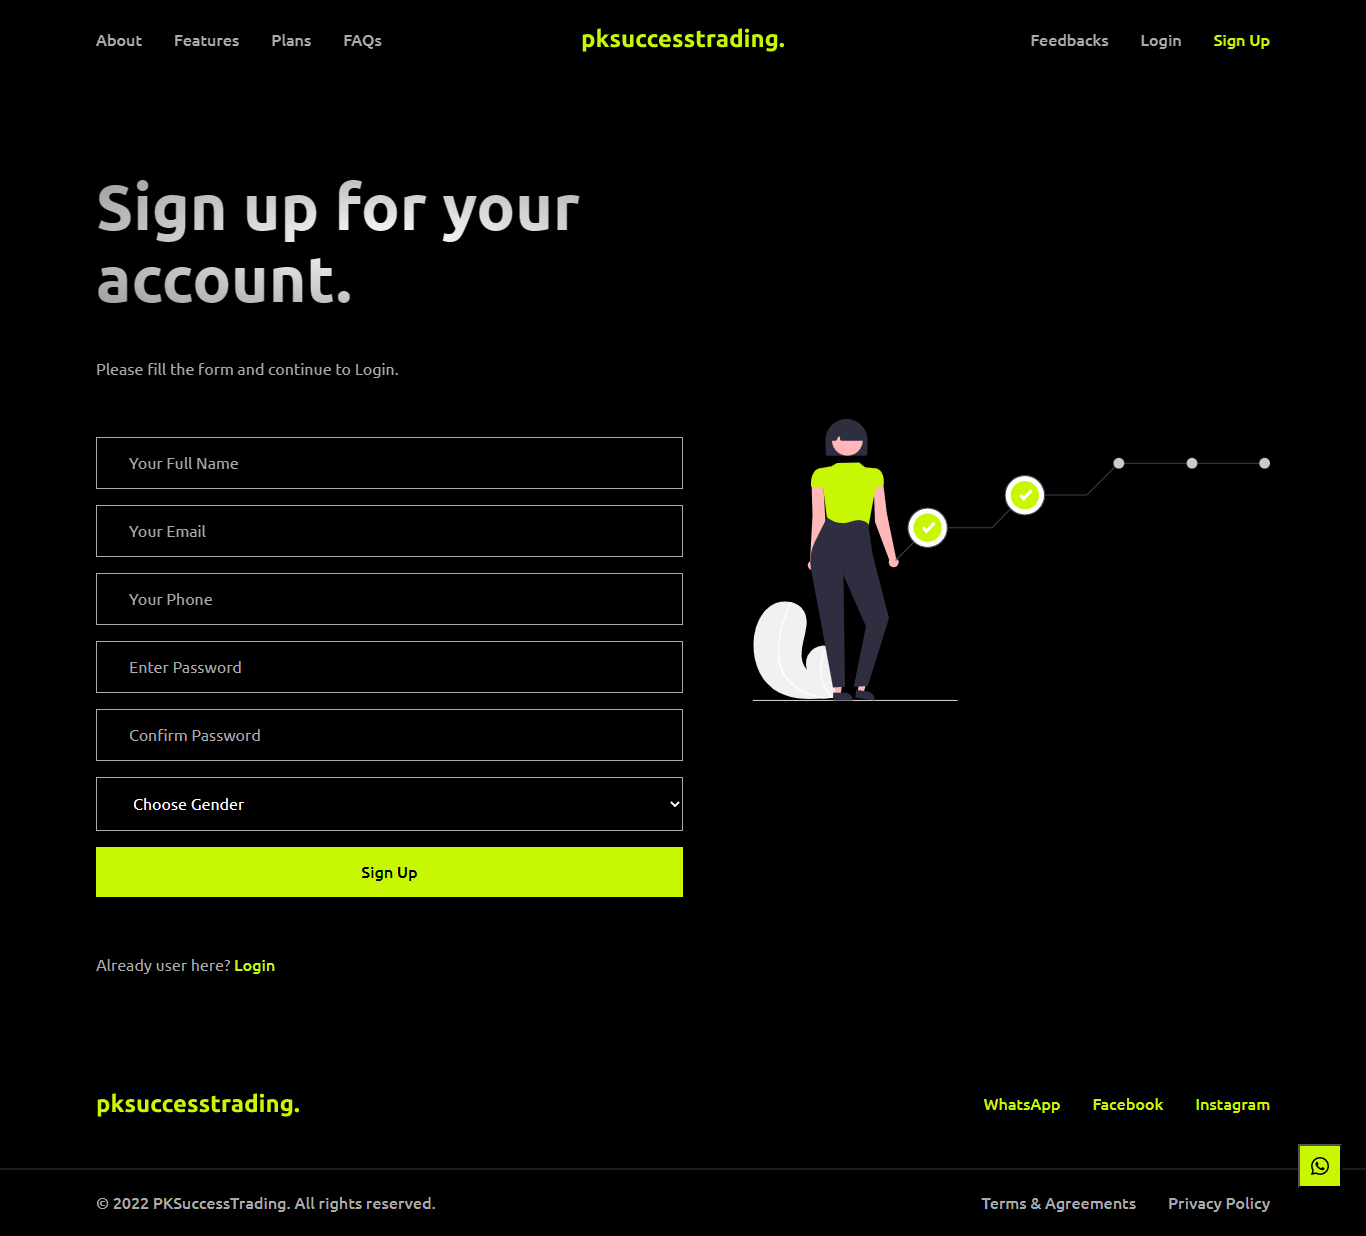 About Features Plans FAQs pksuccesstrading. Feedbacks Login Sign Up
Sign up for your
account.
Please fill the form and continue to Login.
Your Full Name
Your Email
Your Phone
Enter Password
Confirm Password
Choose Gender
Sign Up
Already user here? Login
pksuccesstrading. WhatsApp Facebook Instagram
© 2022 PKSuccessTrading. All rights reserved. Terms & Agreements Privacy Policy